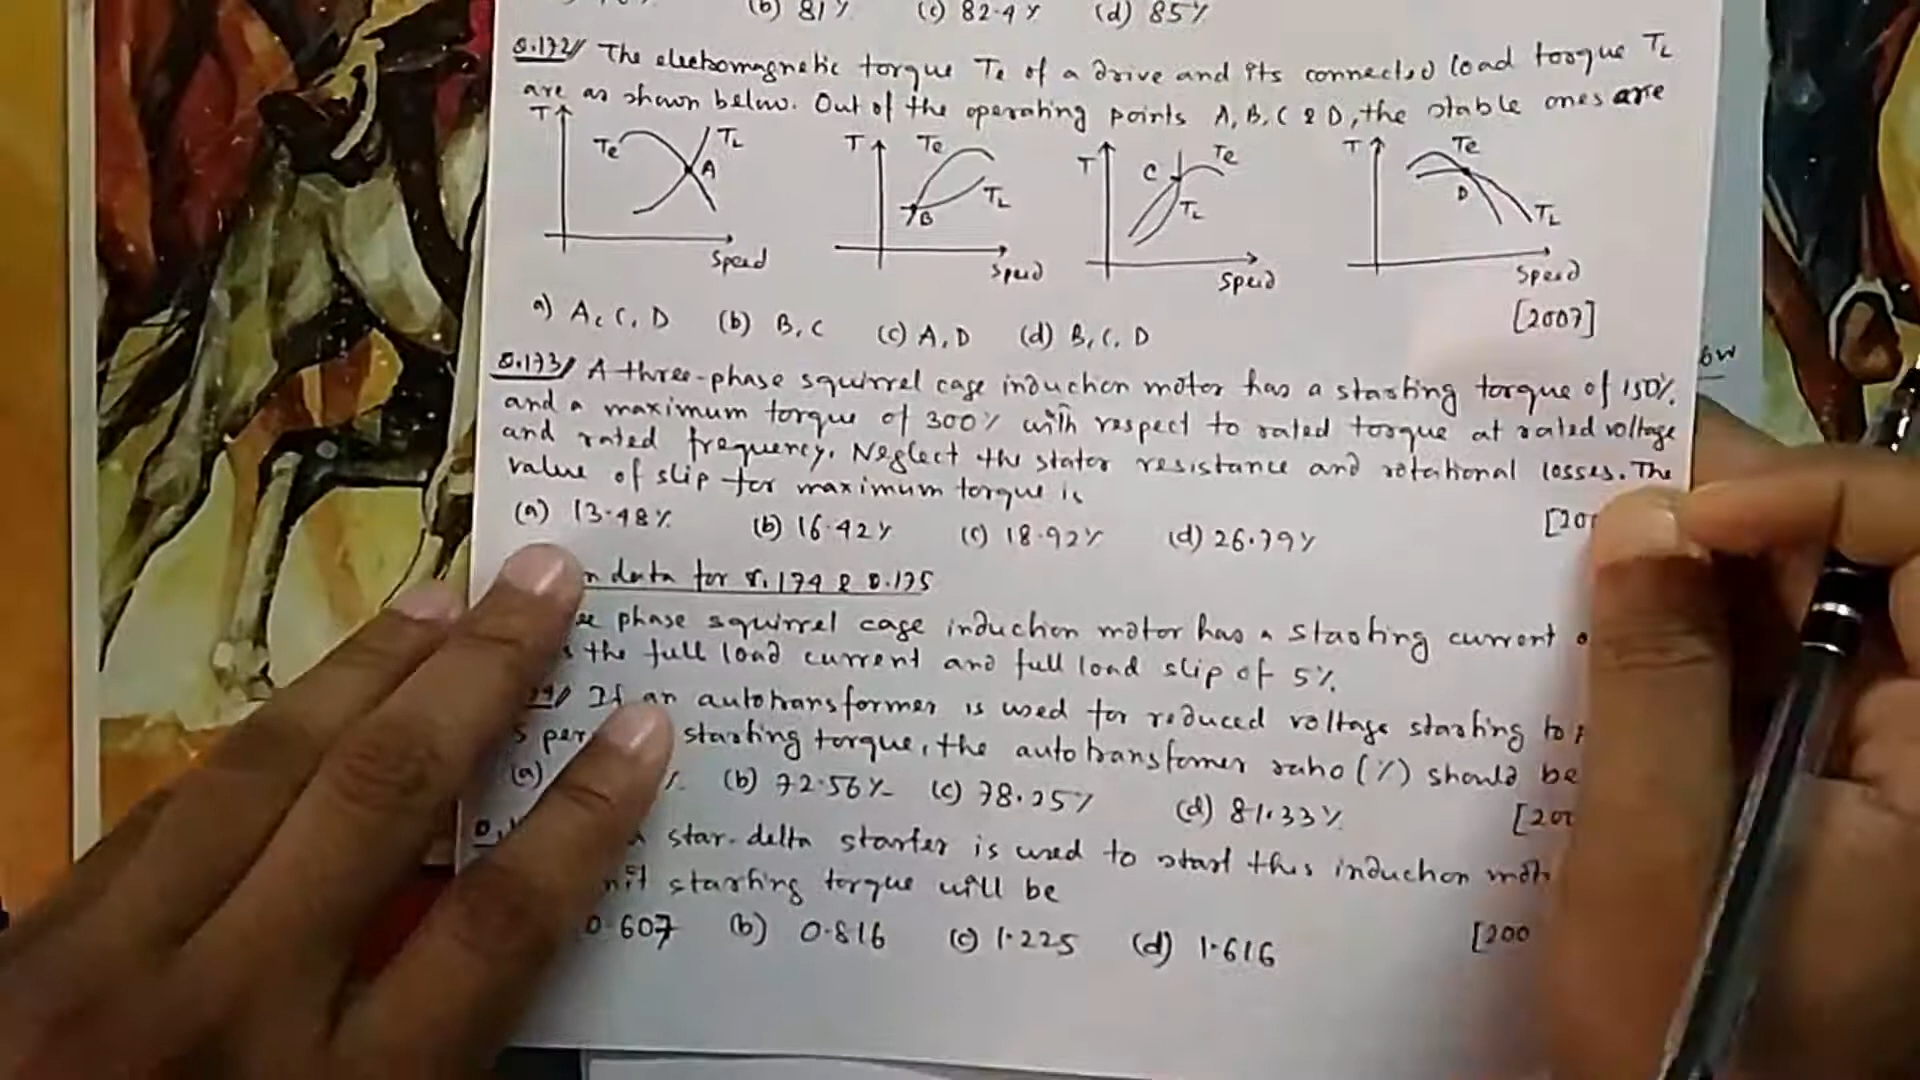 (b) 81% (c) 82.4% (d) 85%
Q.172// The electromagnetic torque Te of a drive and its connected load torque TL
are as shown below. Out of the operating points A, B, C & D, the stable ones are
T Te TL A Speed
T Te TL B Speed
T C Te TL Speed
T Te D TL Speed
a) A, C, D (b) B, C (c) A, D (d) B, C, D [2007]
Q.173// A three-phase squirrel cage induction motor has a starting torque of 150%
and a maximum torque of 300% with respect to rated torque at rated voltage
and rated frequency. Neglect the stator resistance and rotational losses. The
value of slip for maximum torque is
(a) 13.48% (b) 16.42% (c) 18.92% (d) 26.79% [20
n data for Q.174 & Q.175
ee phase squirrel cage induction motor has a starting current o
s the full load current and full load slip of 5%.
If an autotransformer is used for reduced voltage starting to p
5 per starting torque, the autotransformer ratio (%) should be
(a) %. (b) 72.56% (c) 78.25% (d) 81.33% [200
a star-delta starter is used to start this induction mot
nit starting torque will be
0.607 (b) 0.816 (c) 1.225 (d) 1.616 [200